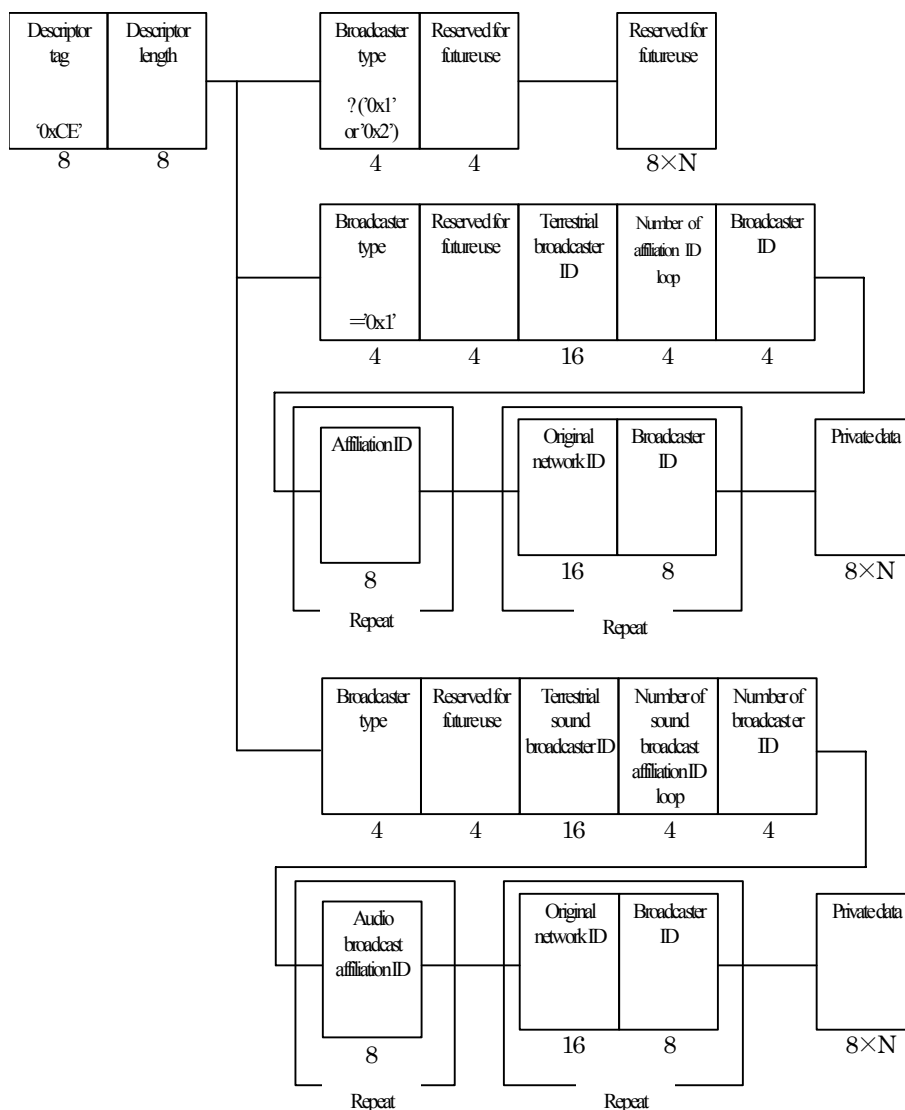 Descriptor tag
'0xCE'
8
Descriptor length
8
Broadcaster type
? ('0x1' or '0x2')
4
Reserved for future use
4
Reserved for future use
8×N
Broadcaster type
='0x1'
4
Reserved for future use
4
Terrestrial broadcaster ID
16
Number of affiliation ID loop
4
Broadcaster ID
4
Affiliation ID
8
Repeat
Original network ID
16
Broadcaster ID
8
Repeat
Private data
8×N
Broadcaster type
4
Reserved for future use
4
Terrestrial sound broadcaster ID
16
Number of sound broadcast affiliation ID loop
4
Number of broadcaster ID
4
Audio broadcast affiliation ID
8
Repeat
Original network ID
16
Broadcaster ID
8
Repeat
Private data
8×N